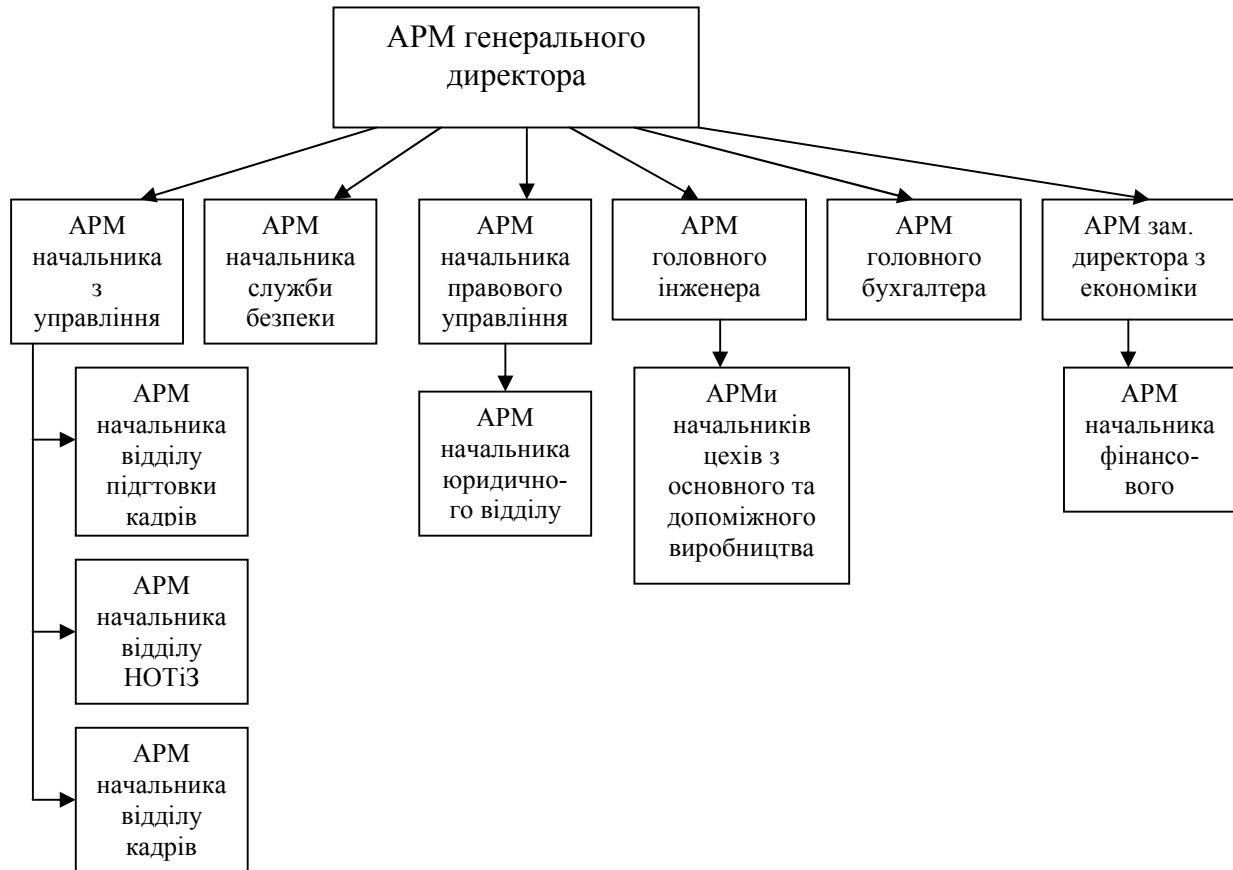 АРМ генерального
директора
АРМ
начальника
з
управління
АРМ
начальника
служби
безпеки
АРМ
начальника
правового
управління
АРМ
головного
інженера
АРМ
головного
бухгалтера
АРМ зам.
директора з
економіки
АРМ
начальника
відділу
підгтовки
кадрів
АРМ
начальника
юридично-
го відділу
АРМи
начальників
цехів з
основного та
допоміжного
виробництва
АРМ
начальника
фінансо-
вого
АРМ
начальника
відділу
НОТіЗ
АРМ
начальника
відділу
кадрів